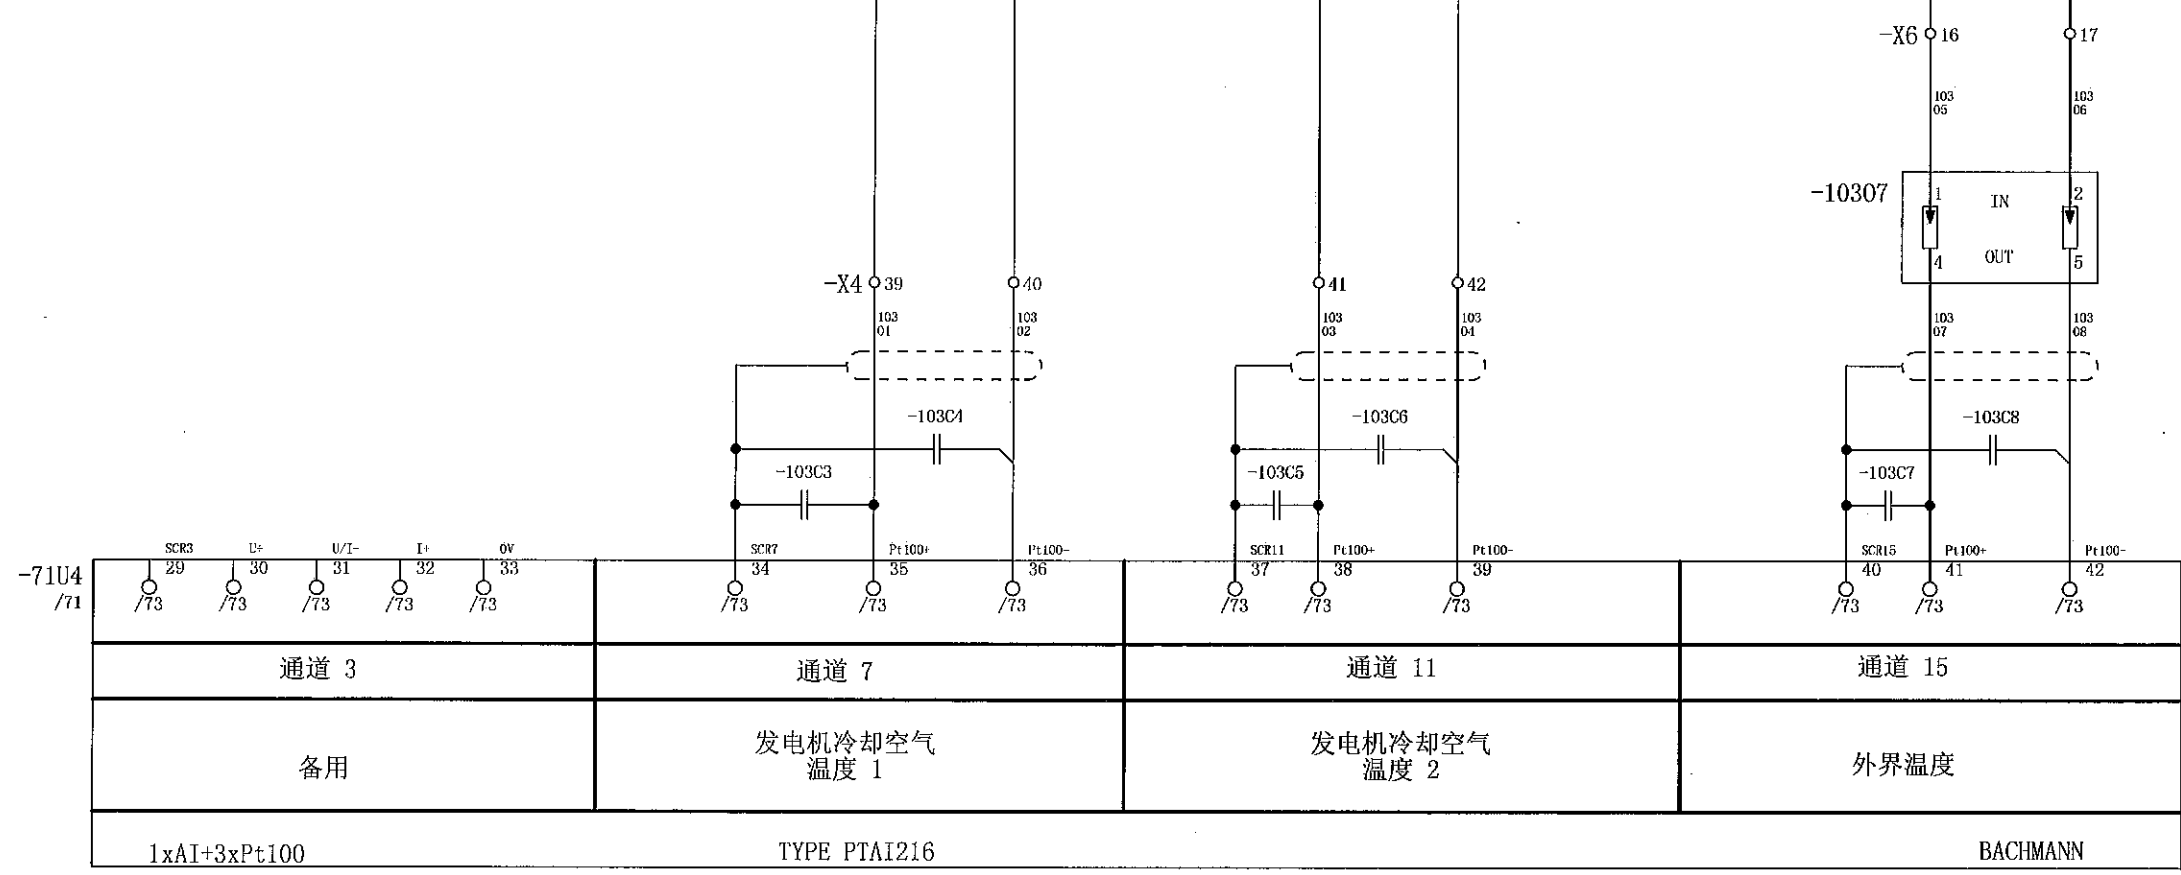 -X6 16 17
103 103
05 06
-10307 1 IN 2
4 OUT 5
-X4 39 40 41 42
103 103 103 103 103 103
01 02 03 04 07 08
-103C4 -103C6 -103C8
-103C3 -103C5 -103C7
SCR3 U+ U/I- I+ 0V SCR7 Pt100+ Pt100- SCR11 Pt100+ Pt100- SCR15 Pt100+ Pt100-
-71U4 29 30 31 32 33 34 35 36 37 38 39 40 41 42
/71 /73 /73 /73 /73 /73 /73 /73 /73 /73 /73 /73 /73 /73 /73
通道 3 通道 7 通道 11 通道 15
备用 发电机冷却空气 发电机冷却空气 外界温度
温度 1 温度 2
1xAI+3xPt100 TYPE PTAI216 BACHMANN